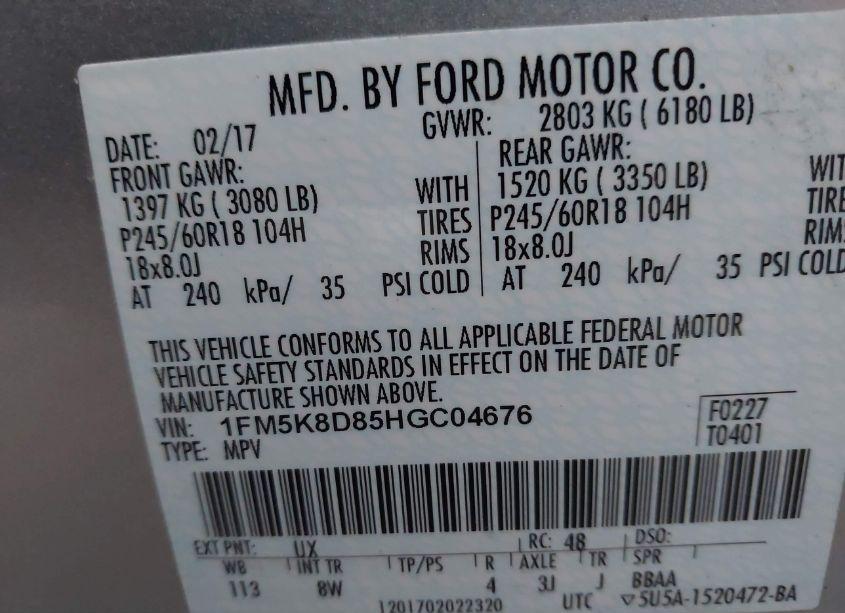 MFD. BY FORD MOTOR CO.
DATE: 02/17 GVWR: 2803 KG ( 6180 LB)
FRONT GAWR: REAR GAWR:
1397 KG ( 3080 LB) WITH 1520 KG ( 3350 LB) WIT
P245/60R18 104H TIRES P245/60R18 104H TIRE
18x8.0J RIMS 18x8.0J RIM
AT 240 kPa/ 35 PSI COLD AT 240 kPa/ 35 PSI COLD
THIS VEHICLE CONFORMS TO ALL APPLICABLE FEDERAL MOTOR
VEHICLE SAFETY STANDARDS IN EFFECT ON THE DATE OF
MANUFACTURE SHOWN ABOVE.
VIN: 1FM5K8D85HGC04676 F0227
TYPE: MPV T0401
EXT PNT: UX RC: 48 DSO:
WB INT TR TP/PS R AXLE TR SPR
113 8W 4 3J J BBAA
1201702022320 UTC ▽5U5A-1520472-BA